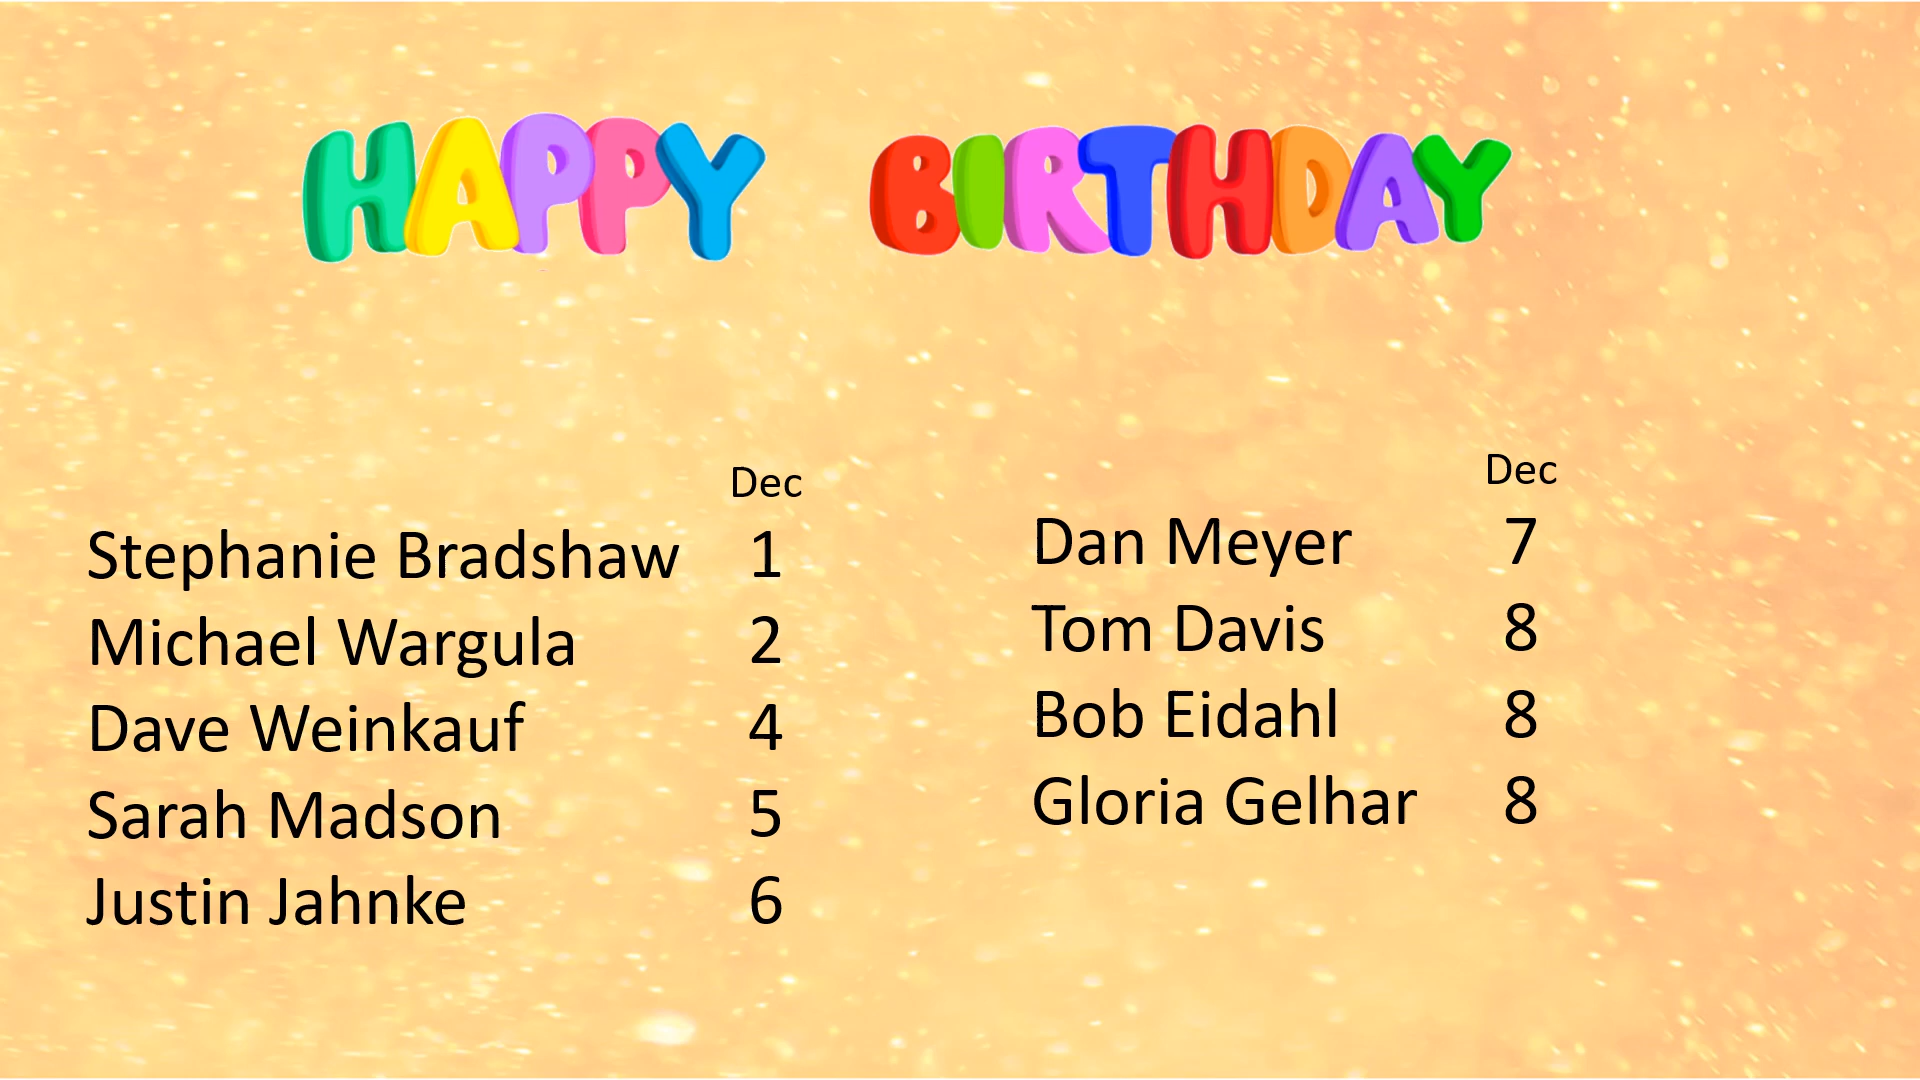 HAPPY BIRTHDAY
Dec
Stephanie Bradshaw 1
Michael Wargula 2
Dave Weinkauf 4
Sarah Madson 5
Justin Jahnke 6
Dec
Dan Meyer 7
Tom Davis 8
Bob Eidahl 8
Gloria Gelhar 8